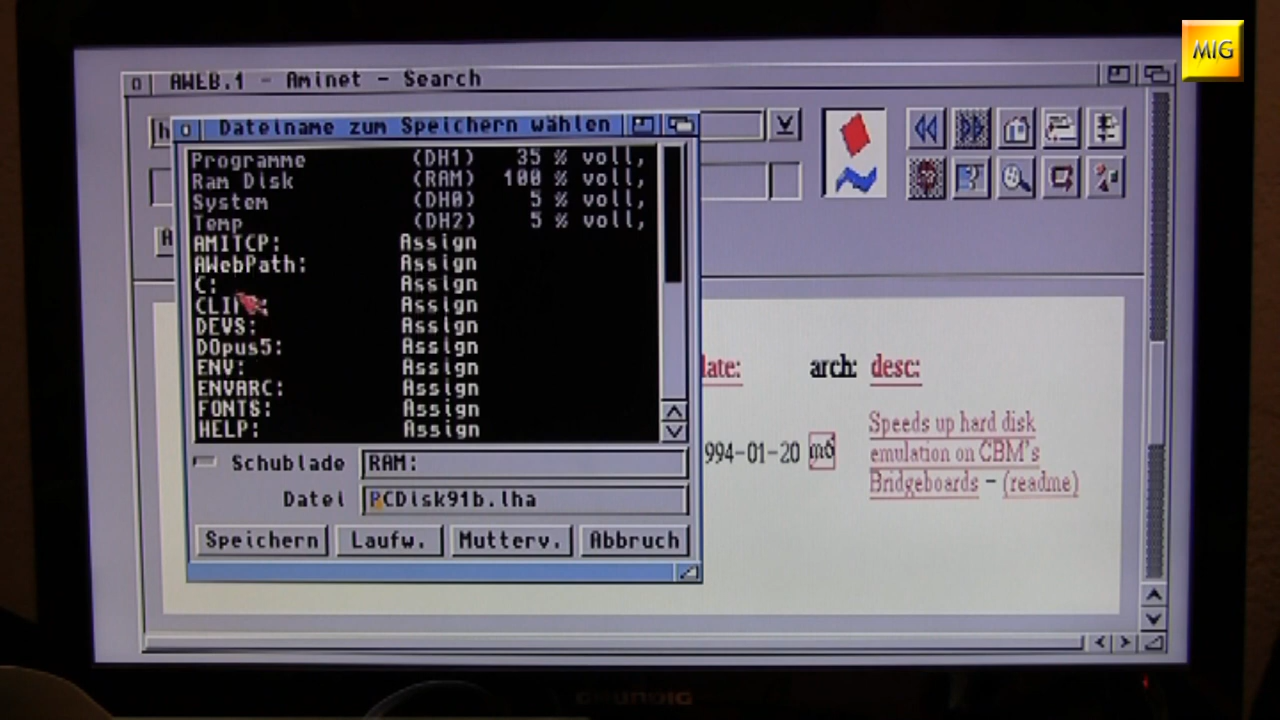 MIG
AWEB.1 - Aminet - Search
Dateiname zum Speichern wählen
Programme (DH1) 35 % voll,
Ram Disk (RAM) 100 % voll,
System (DH0) 5 % voll,
Temp (DH2) 5 % voll,
AMITCP: Assign
AWebPath: Assign
C: Assign
Assign
DEVS: Assign
DOpus5: Assign
ENV: Assign
ENVARC: Assign
FONTS: Assign
HELP: Assign
Schublade RAM:
Datei PCDisk91b.lha
Speichern Laufw. Mutterv. Abbruch
late: arch: desc:
Speeds up hard disk
994-01-20 m6 emulation on CBM's
Bridgeboards - (readme)
GRUNDIG